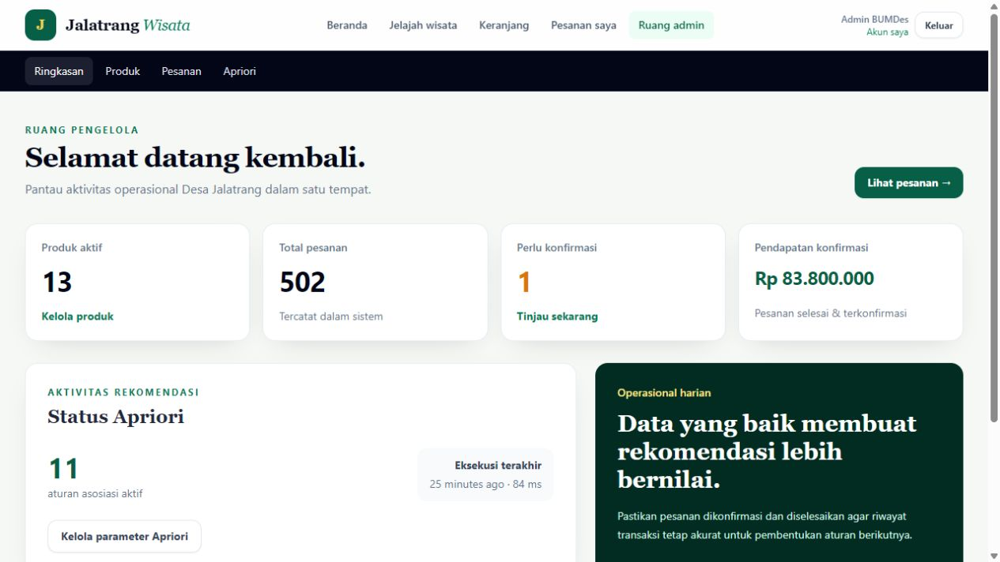 J Jalatrang Wisata
Beranda Jelajah wisata Keranjang Pesanan saya Ruang admin
Admin BUMDes
Akun saya
Keluar
Ringkasan Produk Pesanan Apriori
RUANG PENGELOLA
Selamat datang kembali.
Pantau aktivitas operasional Desa Jalatrang dalam satu tempat.
Lihat pesanan →
Produk aktif
13
Kelola produk
Total pesanan
502
Tercatat dalam sistem
Perlu konfirmasi
1
Tinjau sekarang
Pendapatan konfirmasi
Rp 83.800.000
Pesanan selesai & terkonfirmasi
AKTIVITAS REKOMENDASI
Status Apriori
11
aturan asosiasi aktif
Eksekusi terakhir
25 minutes ago · 84 ms
Kelola parameter Apriori
Operasional harian
Data yang baik membuat
rekomendasi lebih
bernilai.
Pastikan pesanan dikonfirmasi dan diselesaikan agar riwayat
transaksi tetap akurat untuk pembentukan aturan berikutnya.